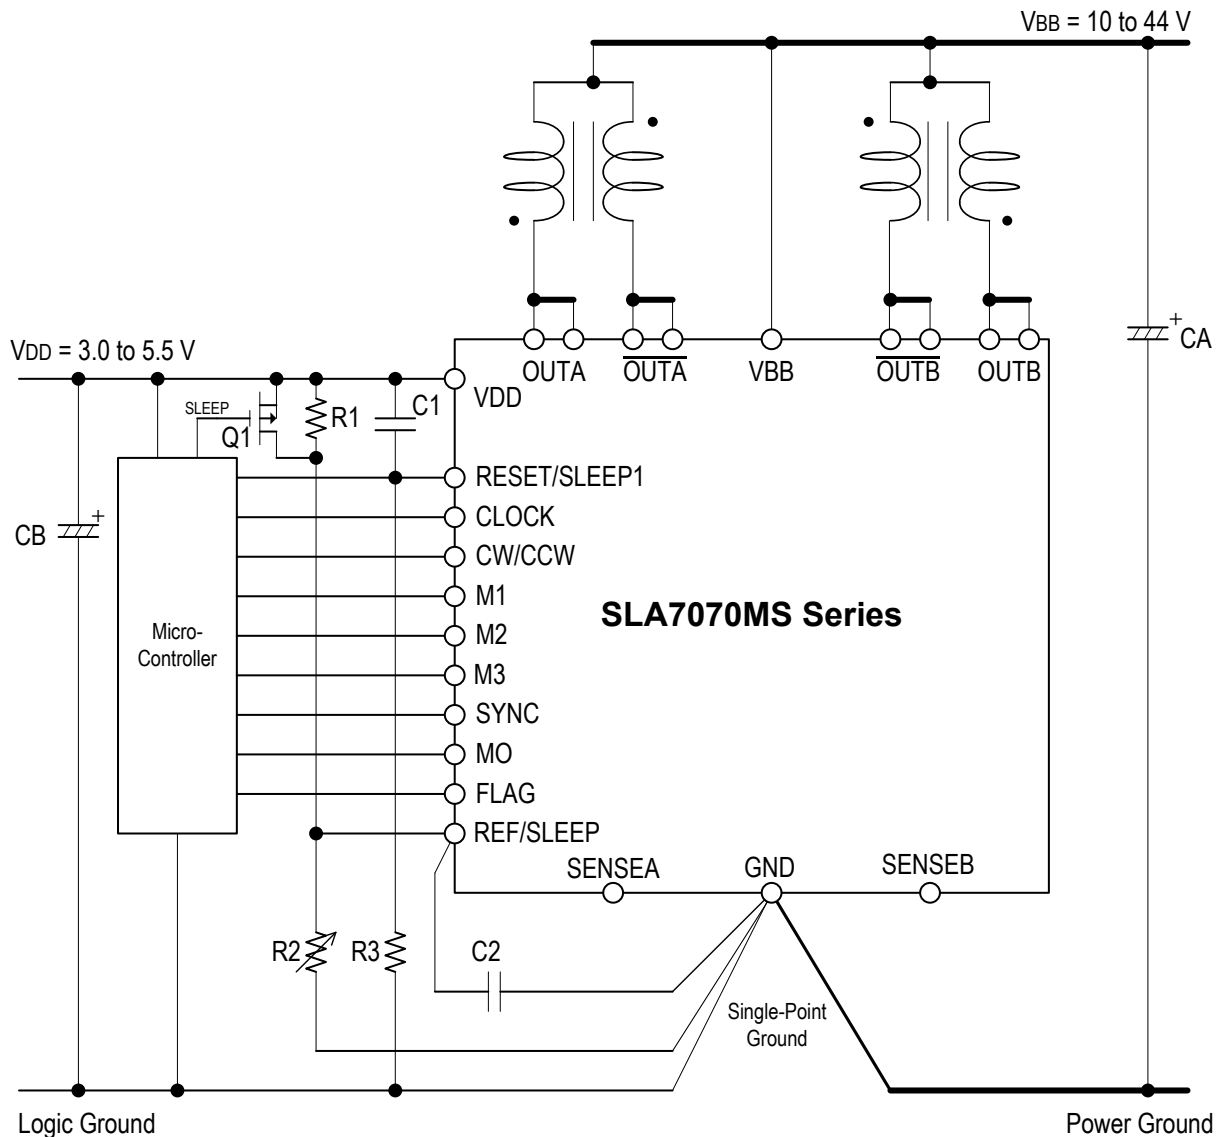 VBB = 10 to 44 V
CA
VDD = 3.0 to 5.5 V
OUTA
OUTA
VBB
OUTB
OUTB
VDD
SLEEP
Q1
R1
C1
RESET/SLEEP1
CLOCK
CW/CCW
M1
M2
M3
SYNC
MO
FLAG
REF/SLEEP
CB
Micro-
Controller
SLA7070MS Series
SENSEA
GND
SENSEB
R2
R3
C2
Single-Point
Ground
Logic Ground
Power Ground